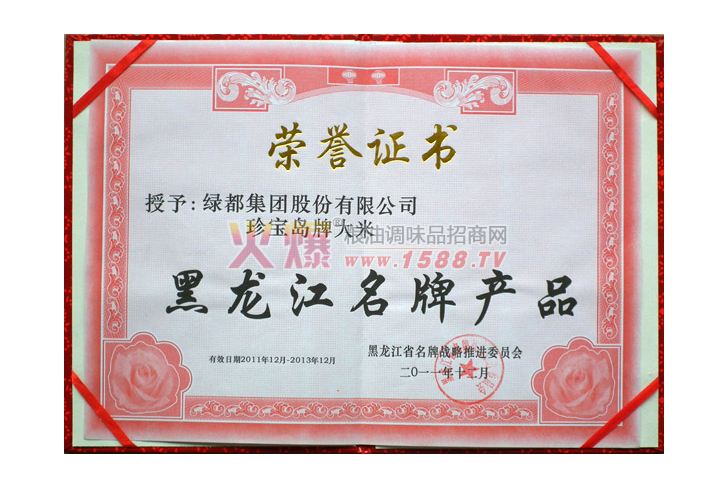 荣誉证书
授予:绿都集团股份有限公司
珍宝岛牌大米
火爆®粮油调味品招商网
www.1588.TV
黑龙江名牌产品
有效日期2011年12月-2013年12月
黑龙江省名牌战略推进委员会
二〇一一年十二月